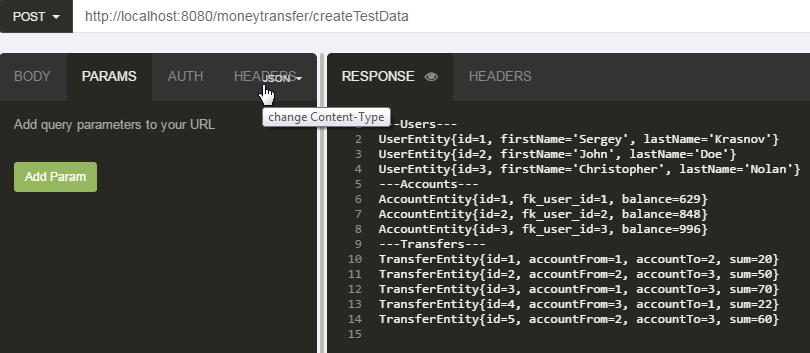 POST
http://localhost:8080/moneytransfer/createTestData
BODY PARAMS AUTH HEADERS JSON
RESPONSE HEADERS
change Content-Type
Add query parameters to your URL
Add Param
---Users---
2 UserEntity{id=1, firstName='Sergey', lastName='Krasnov'}
3 UserEntity{id=2, firstName='John', lastName='Doe'}
4 UserEntity{id=3, firstName='Christopher', lastName='Nolan'}
5 ---Accounts---
6 AccountEntity{id=1, fk_user_id=1, balance=629}
7 AccountEntity{id=2, fk_user_id=2, balance=848}
8 AccountEntity{id=3, fk_user_id=3, balance=996}
9 ---Transfers---
10 TransferEntity{id=1, accountFrom=1, accountTo=2, sum=20}
11 TransferEntity{id=2, accountFrom=2, accountTo=3, sum=50}
12 TransferEntity{id=3, accountFrom=1, accountTo=3, sum=70}
13 TransferEntity{id=4, accountFrom=3, accountTo=1, sum=22}
14 TransferEntity{id=5, accountFrom=2, accountTo=3, sum=60}
15